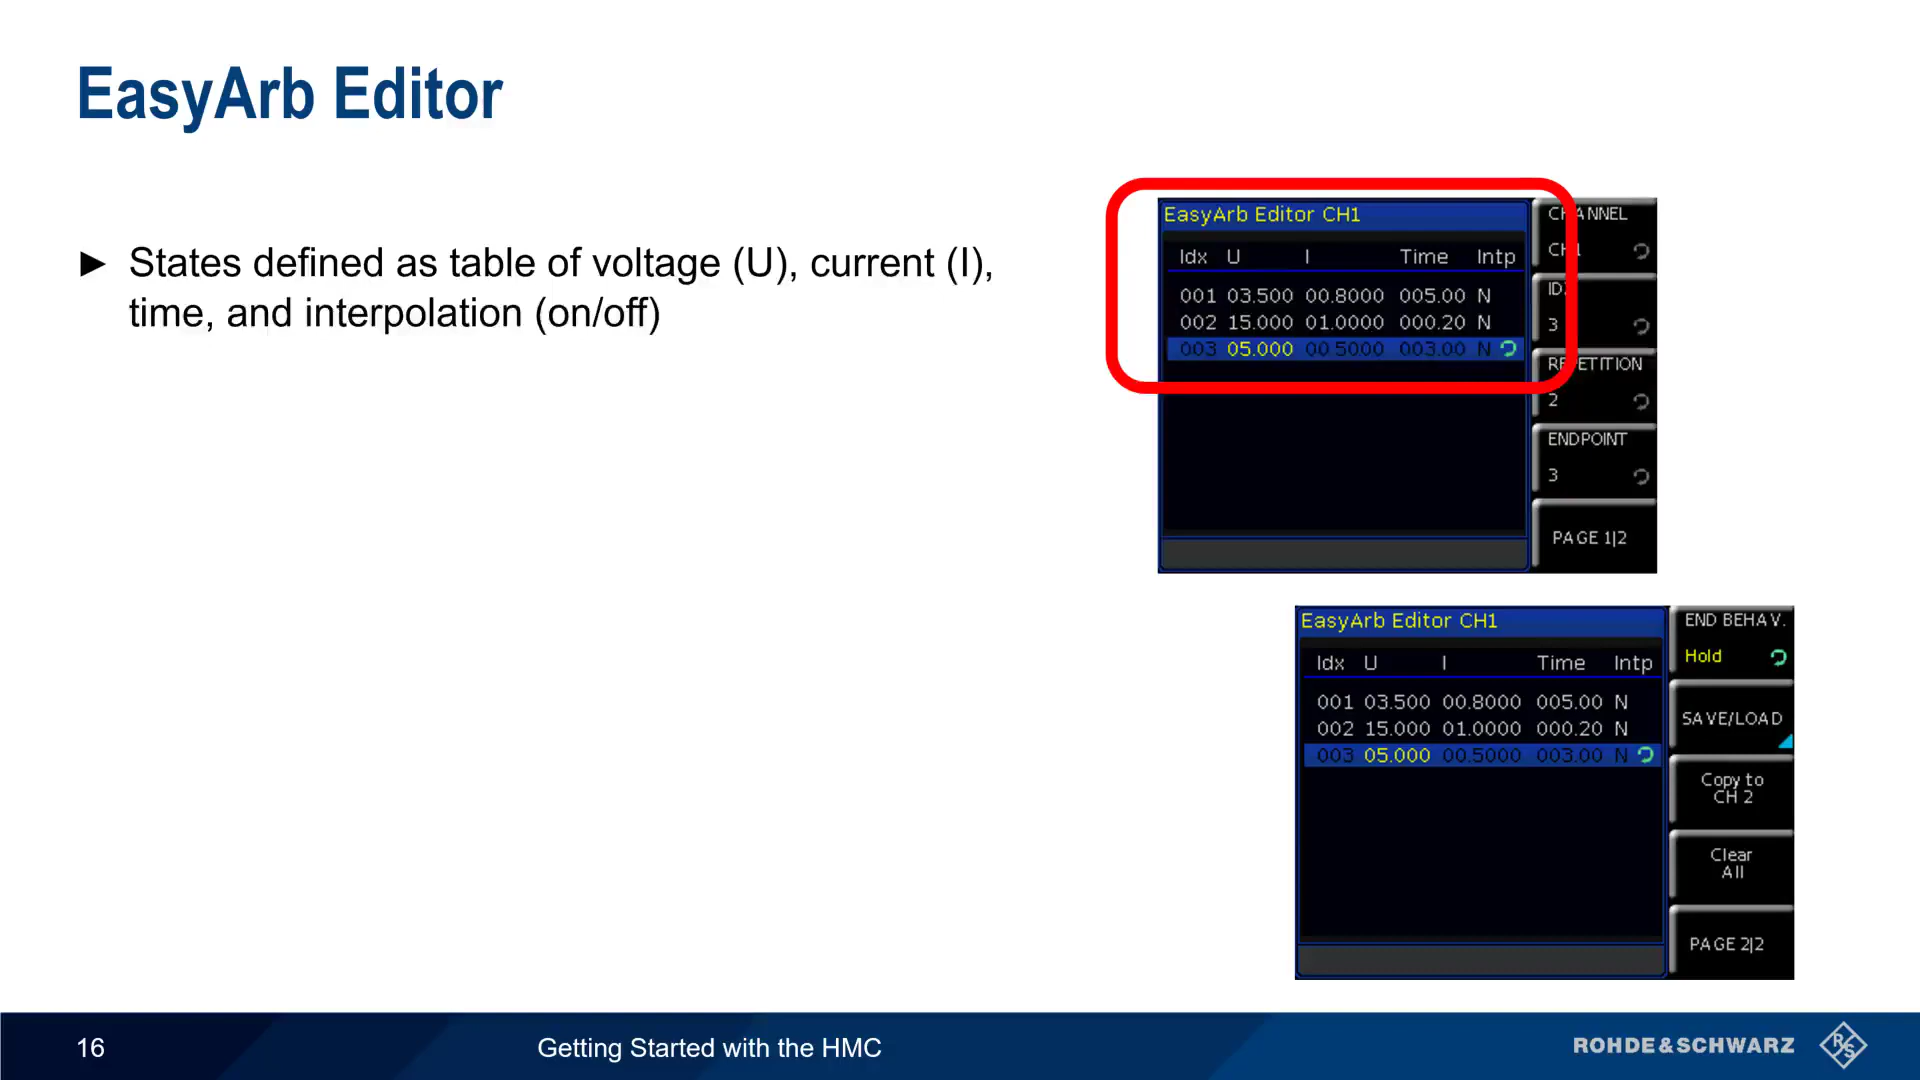 EasyArb Editor
► States defined as table of voltage (U), current (I),
time, and interpolation (on/off)
EasyArb Editor CH1
Idx U I Time Intp
001 03.500 00.8000 005.00 N
002 15.000 01.0000 000.20 N
003 05.000 00.5000 003.00 N
CHANNEL
CH1
3
REPETITION
2
ENDPOINT
3
PAGE 1|2
EasyArb Editor CH1
Idx U I Time Intp
001 03.500 00.8000 005.00 N
002 15.000 01.0000 000.20 N
003 05.000 00.5000 003.00 N
END BEHAV.
Hold
SAVE/LOAD
Copy to
CH 2
Clear
All
PAGE 2|2
16
Getting Started with the HMC
ROHDE&SCHWARZ
R
S